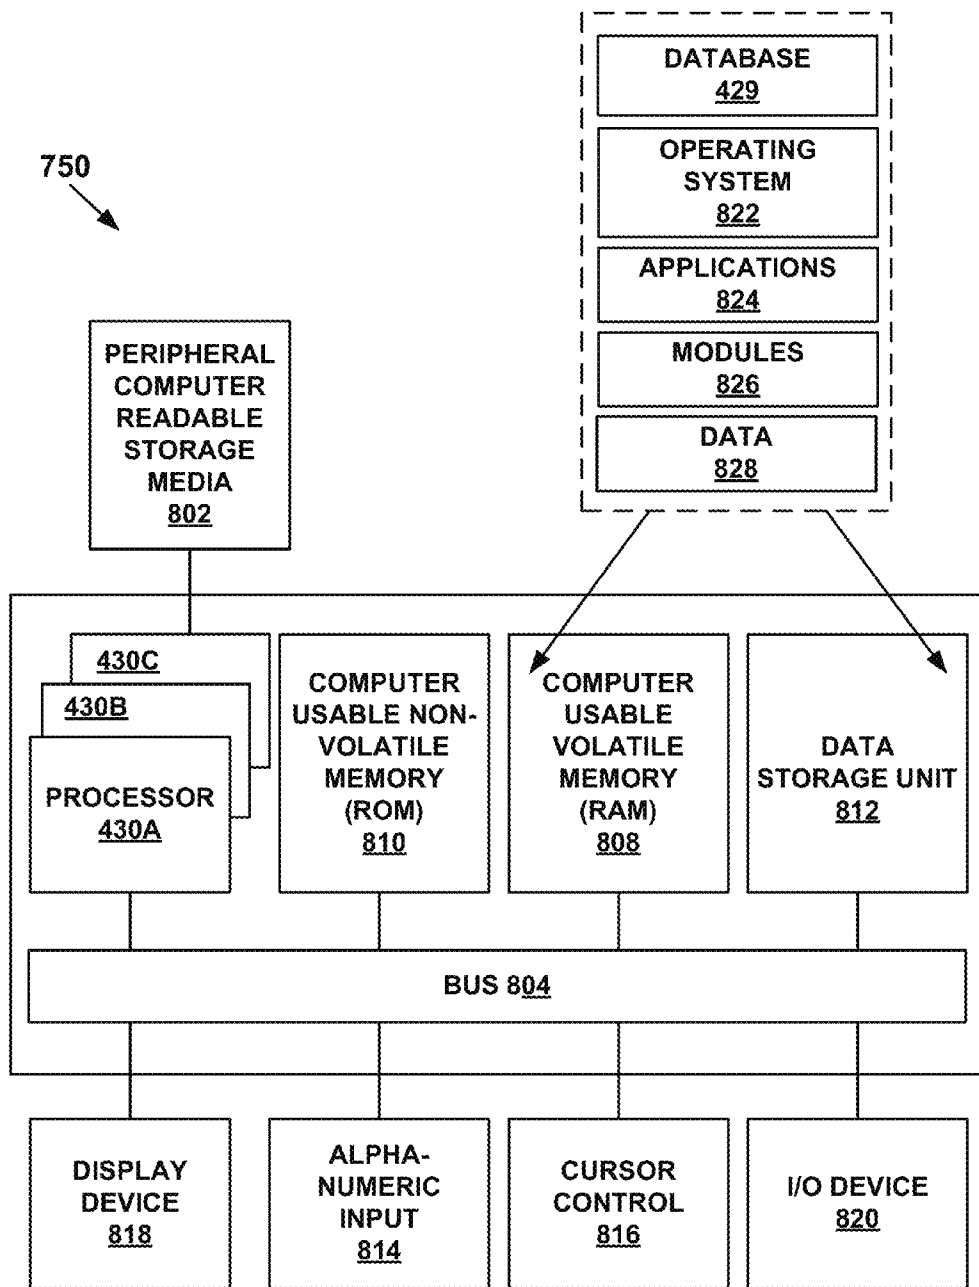 DATABASE
429
OPERATING
SYSTEM
822
APPLICATIONS
824
MODULES
826
DATA
828
750
PERIPHERAL
COMPUTER
READABLE
STORAGE
MEDIA
802
430C
430B
PROCESSOR
430A
COMPUTER
USABLE NON-
VOLATILE
MEMORY
(ROM)
810
COMPUTER
USABLE
VOLATILE
MEMORY
(RAM)
808
DATA
STORAGE UNIT
812
BUS 804
DISPLAY
DEVICE
818
ALPHA-
NUMERIC
INPUT
814
CURSOR
CONTROL
816
I/O DEVICE
820